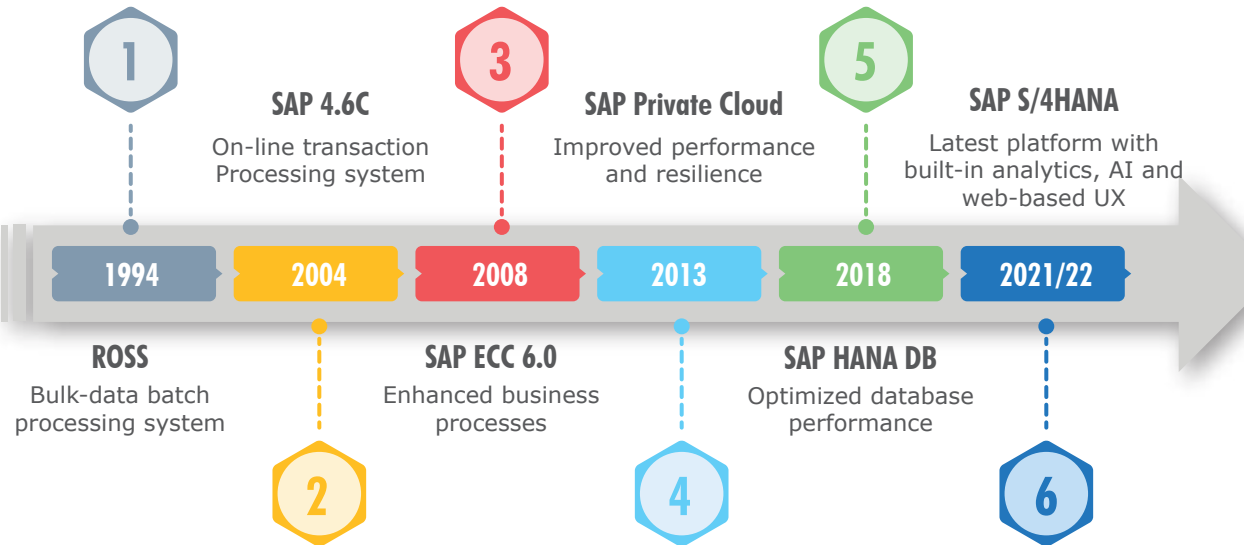 1
3
5
SAP 4.6C
On-line transaction
Processing system
SAP Private Cloud
Improved performance
and resilience
SAP S/4HANA
Latest platform with
built-in analytics, AI and
web-based UX
1994
2004
2008
2013
2018
2021/22
ROSS
Bulk-data batch
processing system
SAP ECC 6.0
Enhanced business
processes
SAP HANA DB
Optimized database
performance
2
4
6